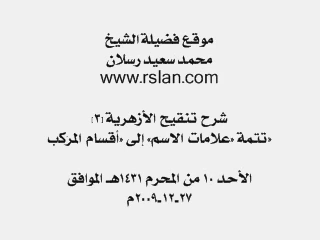 موقع فضيلة الشيخ
محمد سعيد رسلان
www.rslan.com
شرح تنقيح الأزهرية [٣]
«تتمة «علامات الاسم» إلى «أقسام المركب
الأحد ١٠ من المحرم ١٤٣١هـ الموافق
٢٧-١٢-٢٠٠٩م